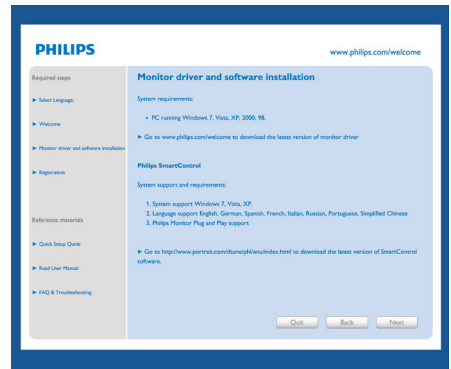 PHILIPS
www.philips.com/welcome
Required steps
► Select Language:
► Welcome
► Monitor driver and software installation
► Registration
Reference materials
► Quick Setup Guide
► Read User Manual
► FAQ & Troubleshooting
Monitor driver and software installation
System requirements:
• PC running Windows 7, Vista, XP, 2000, 98.
► Go to www.philips.com/welcome to download the latest version of monitor driver
Philips SmartControl
System support and requirements:
1. System support Windows 7, Vista, XP.
2. Language support English, German, Spanish, French, Italian, Russian, Portuguese, Simplified Chinese
3. Philips Monitor Plug and Play support
► Go to http://www.portrait.com/dtune/phl/enu/index.html to download the latest version of SmartControl
software.
Quit
Back
Next